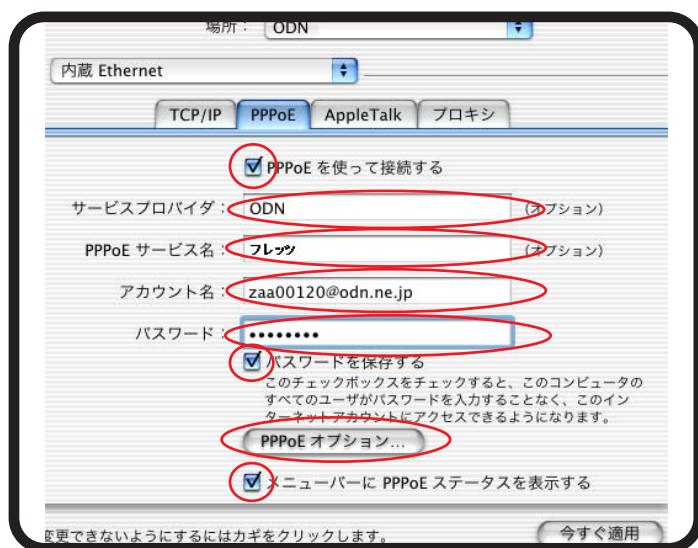 場所： ODN
内蔵 Ethernet
TCP/IP PPPoE AppleTalk プロキシ
PPPoE を使って接続する
サービスプロバイダ： ODN (オプション)
PPPoE サービス名： フレッツ (オプション)
アカウント名： zaa00120@odn.ne.jp
パスワード： ••••••••
パスワードを保存する
このチェックボックスをチェックすると、このコンピュータの
すべてのユーザがパスワードを入力することなく、このイン
ターネットアカウントにアクセスできるようになります。
PPPoE オプション...
メニューバーに PPPoE ステータスを表示する
変更できないようにするにはカギをクリックします。 今すぐ適用